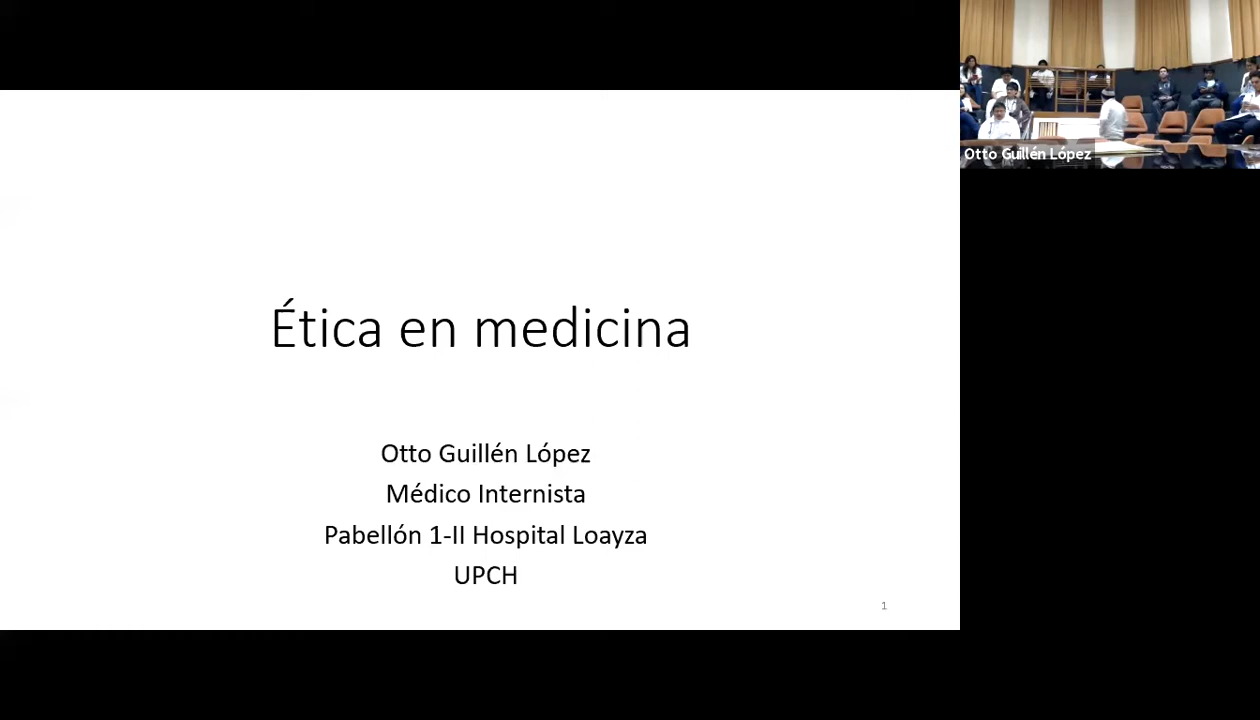 Ética en medicina
Otto Guillén López
Médico Internista
Pabellón 1-II Hospital Loayza
UPCH
1
Otto Guillén López